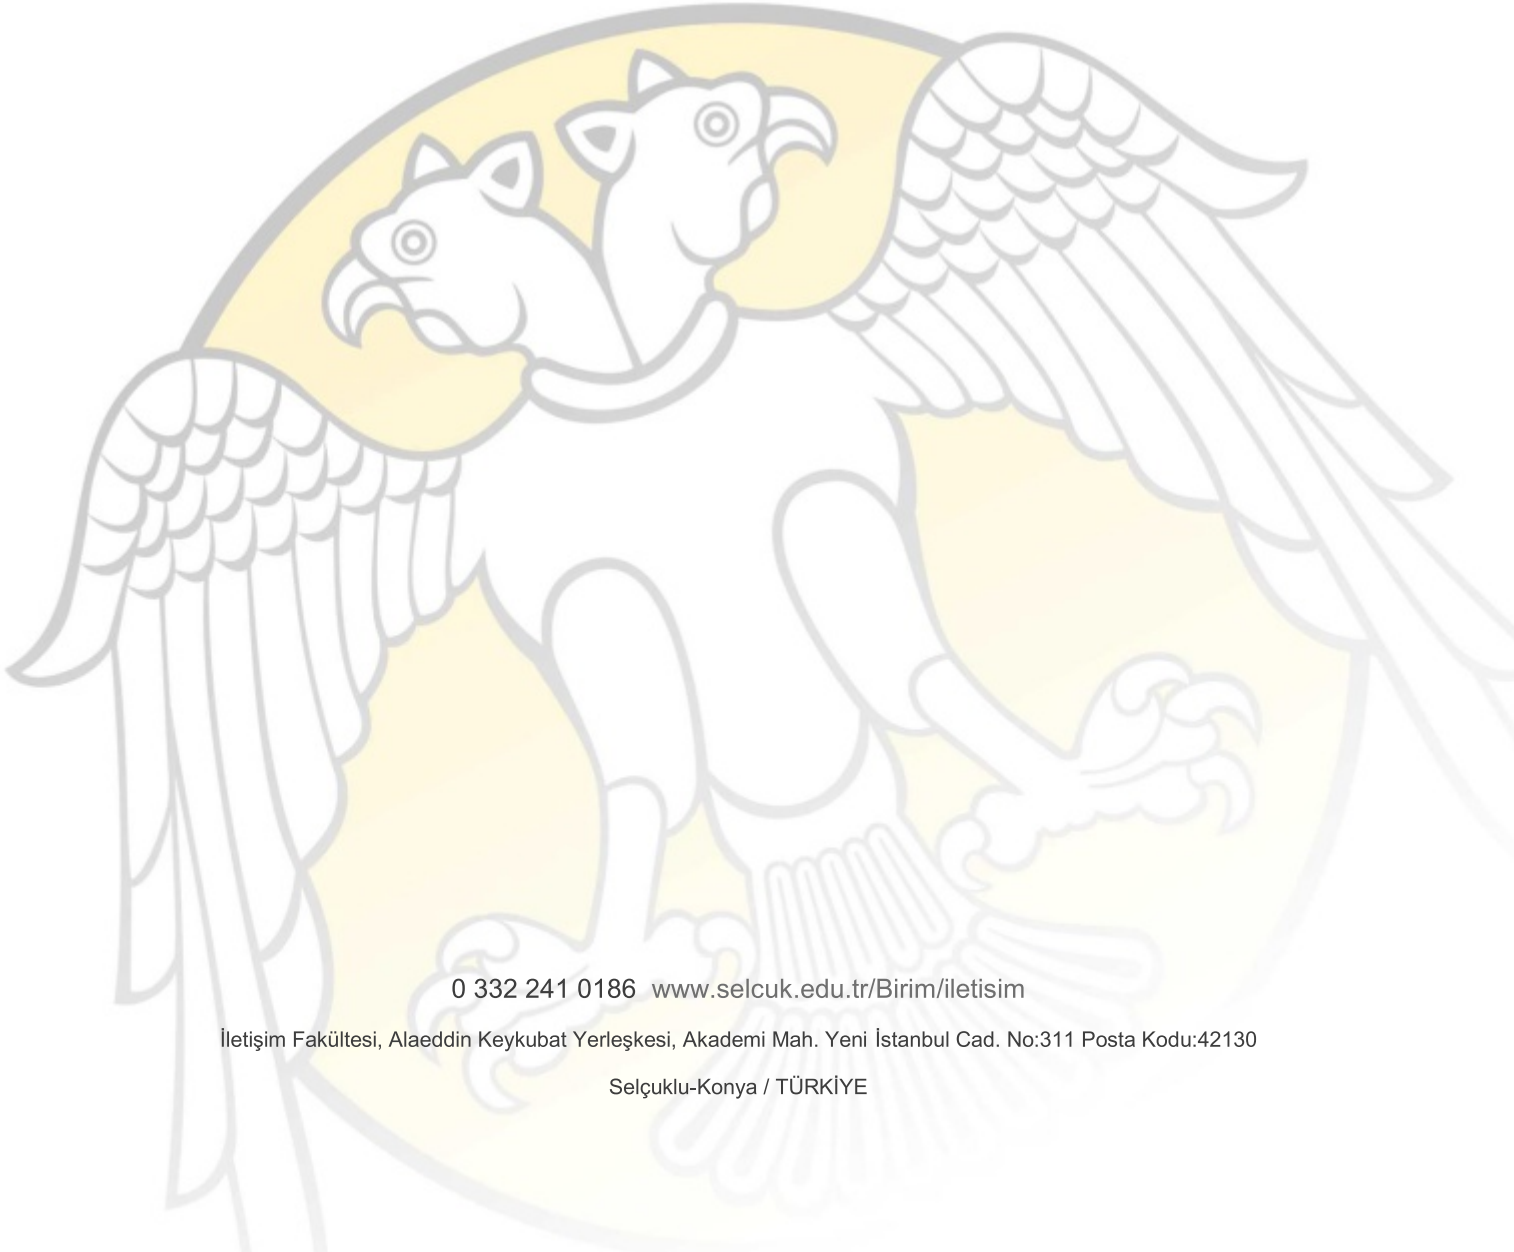 0 332 241 0186 www.selcuk.edu.tr/Birim/iletisim
İletişim Fakültesi, Alaeddin Keykubat Yerleşkesi, Akademi Mah. Yeni İstanbul Cad. No:311 Posta Kodu:42130
Selçuklu-Konya / TÜRKİYE